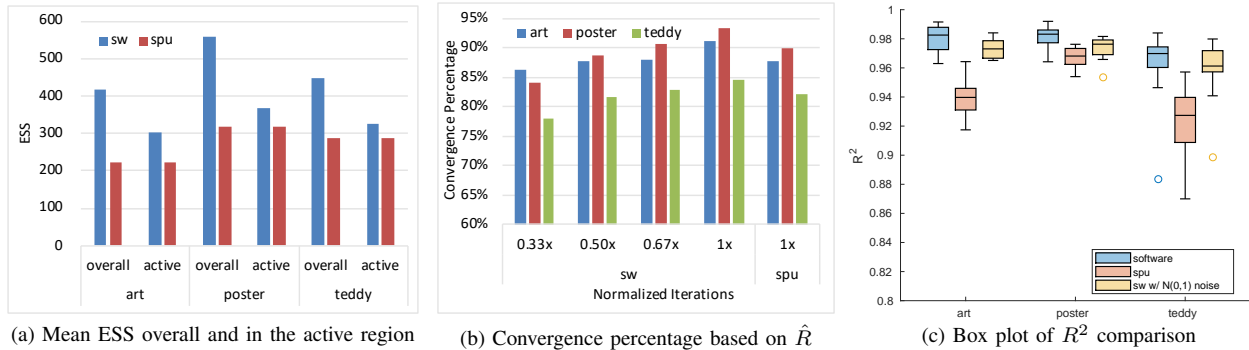 600
500
400
300
200
100
0
ESS
sw spu
overall active overall active overall active
art poster teddy
(a) Mean ESS overall and in the active region
100%
95%
90%
85%
80%
75%
70%
65%
60%
Convergence Percentage
art poster teddy
0.33x 0.50x 0.67x 1x 1x
sw spu
Normalized Iterations
(b) Convergence percentage based on R̂
1
0.98
0.96
0.94
0.92
0.9
0.88
0.86
0.84
0.82
0.8
R²
software
spu
sw w/ N(0,1) noise
art poster teddy
(c) Box plot of R² comparison